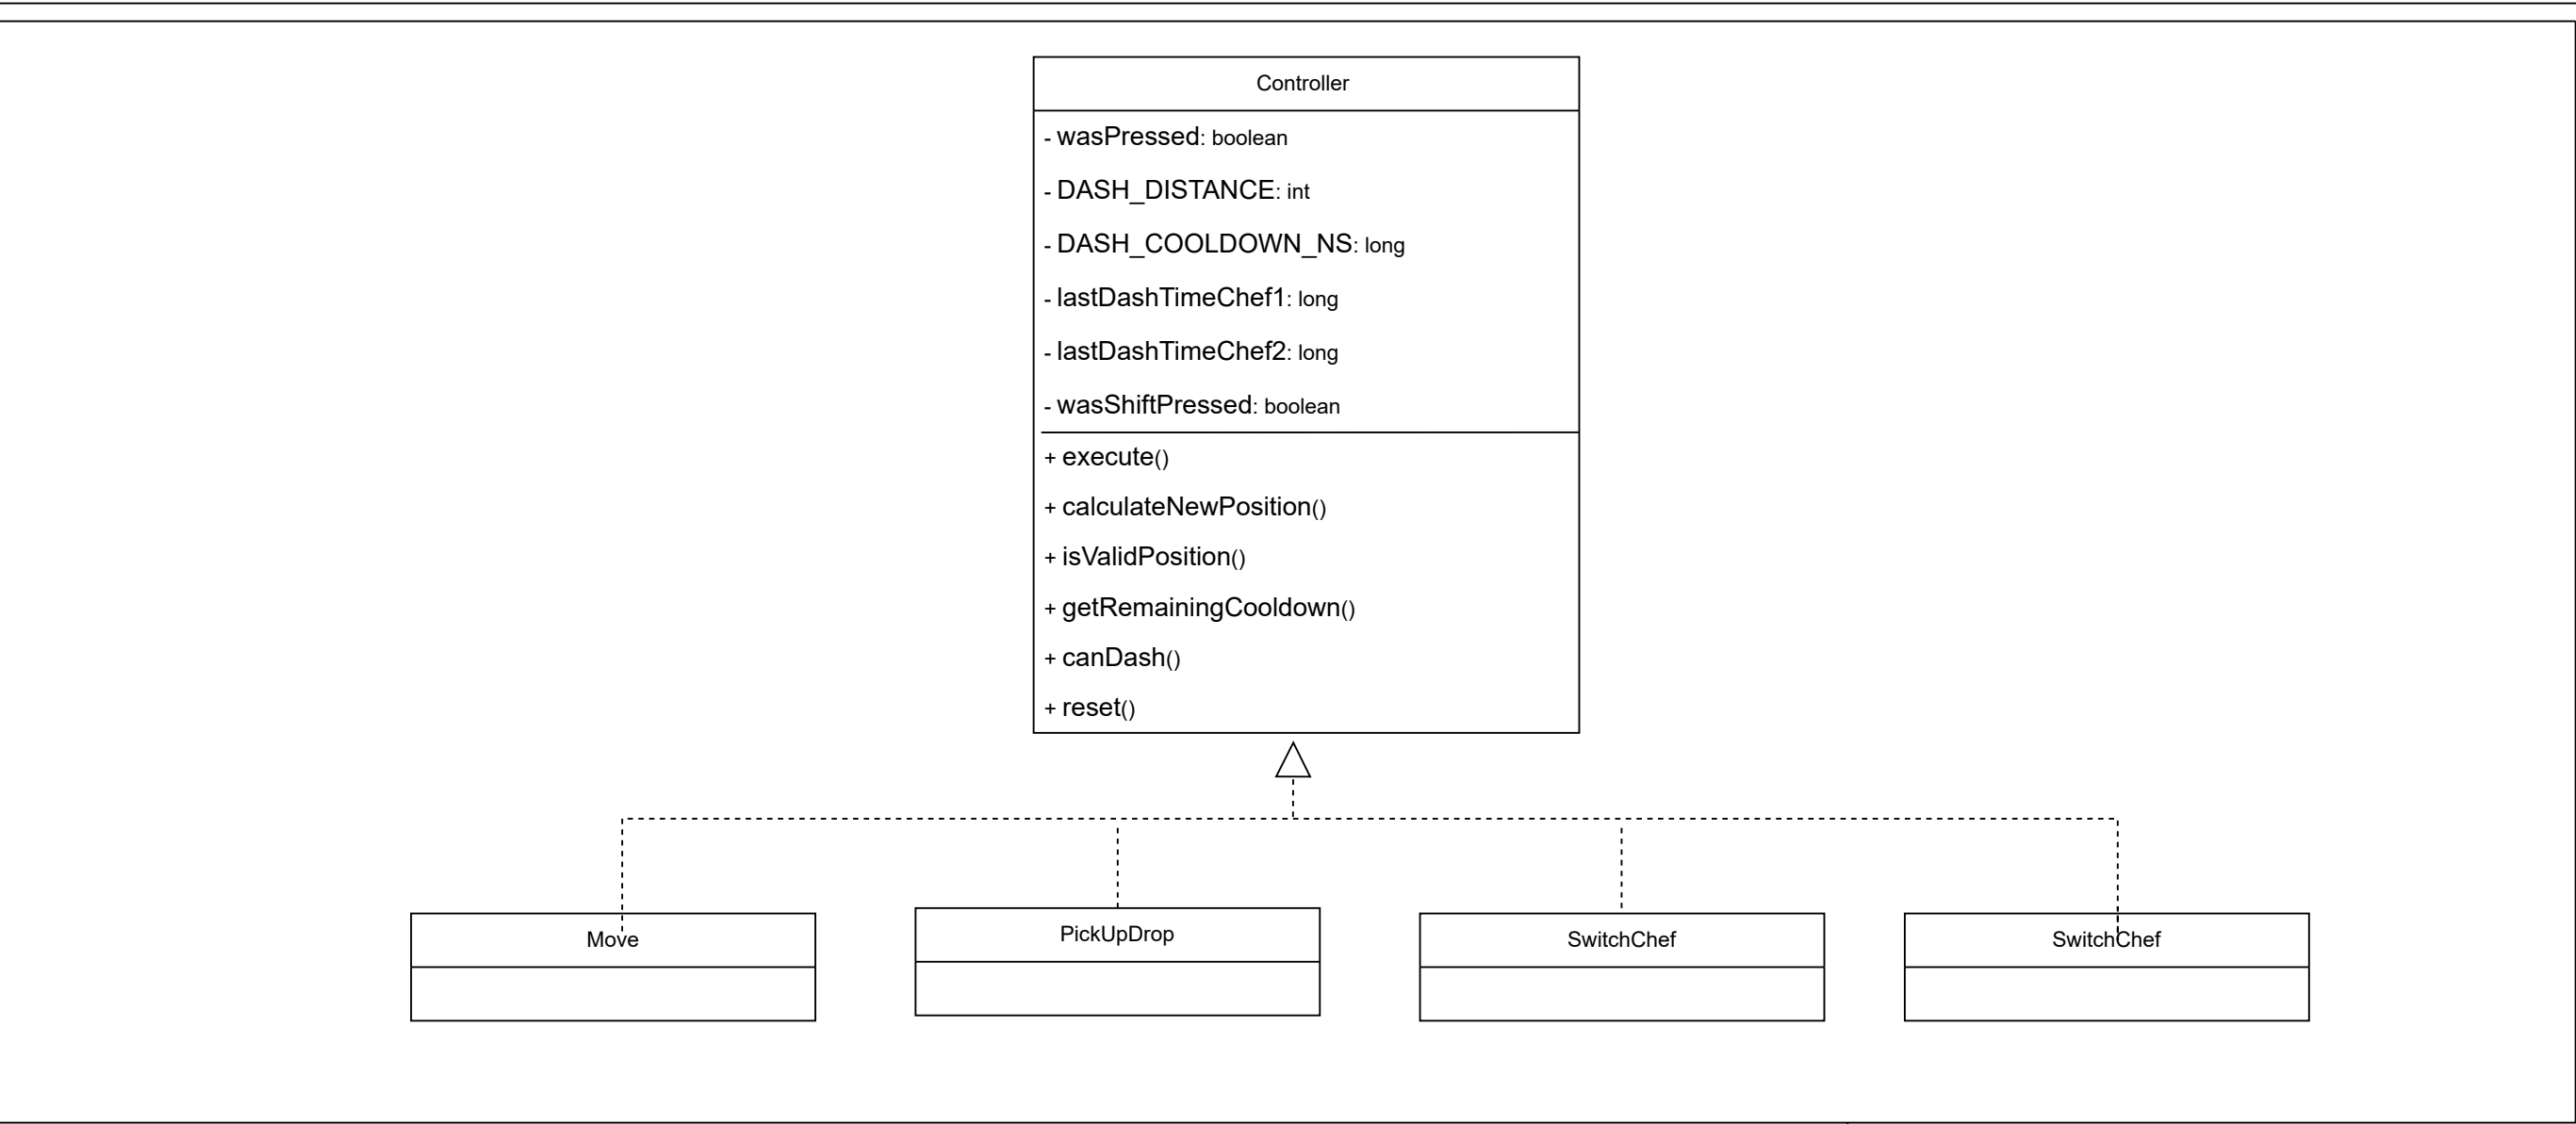 Controller
- wasPressed: boolean
- DASH_DISTANCE: int
- DASH_COOLDOWN_NS: long
- lastDashTimeChef1: long
- lastDashTimeChef2: long
- wasShiftPressed: boolean
+ execute()
+ calculateNewPosition()
+ isValidPosition()
+ getRemainingCooldown()
+ canDash()
+ reset()
Move
PickUpDrop
SwitchChef
SwitchChef